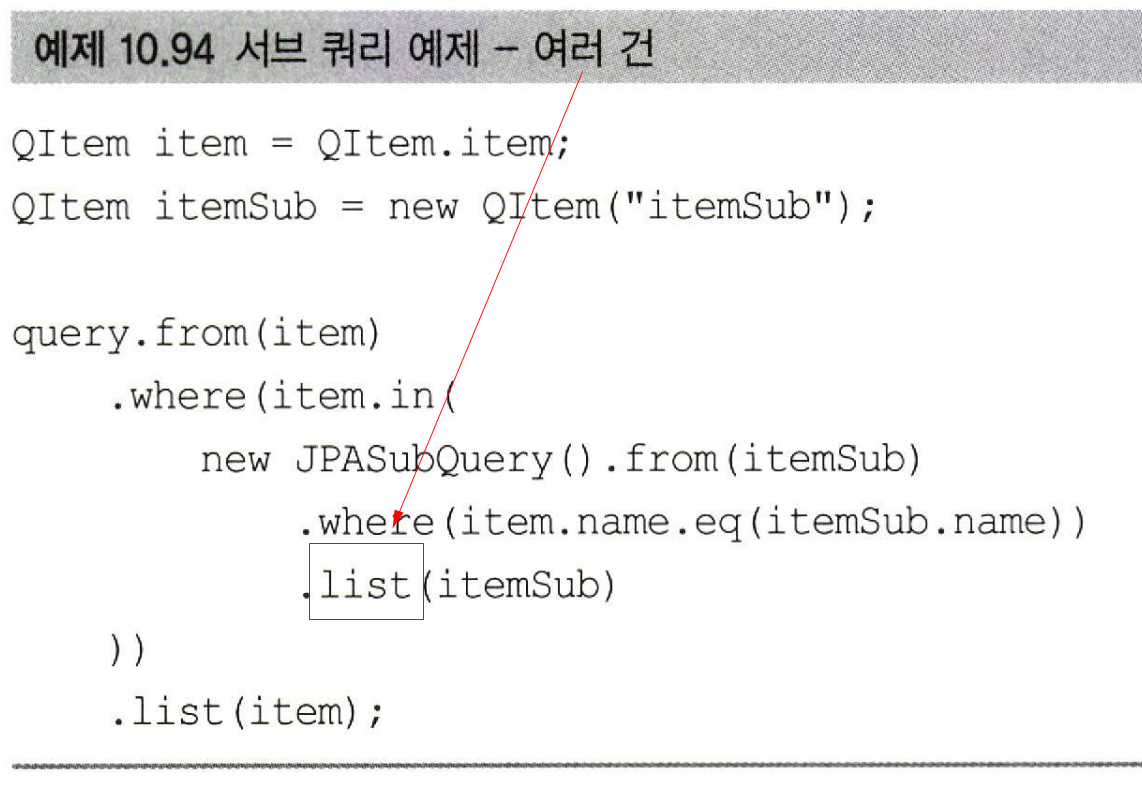 예제 10.94 서브 쿼리 예제 – 여러 건
QItem item = QItem.item;
QItem itemSub = new QItem("itemSub");
query.from(item)
.where(item.in(
new JPASubQuery().from(itemSub)
.where(item.name.eq(itemSub.name))
.list(itemSub)
))
.list(item);